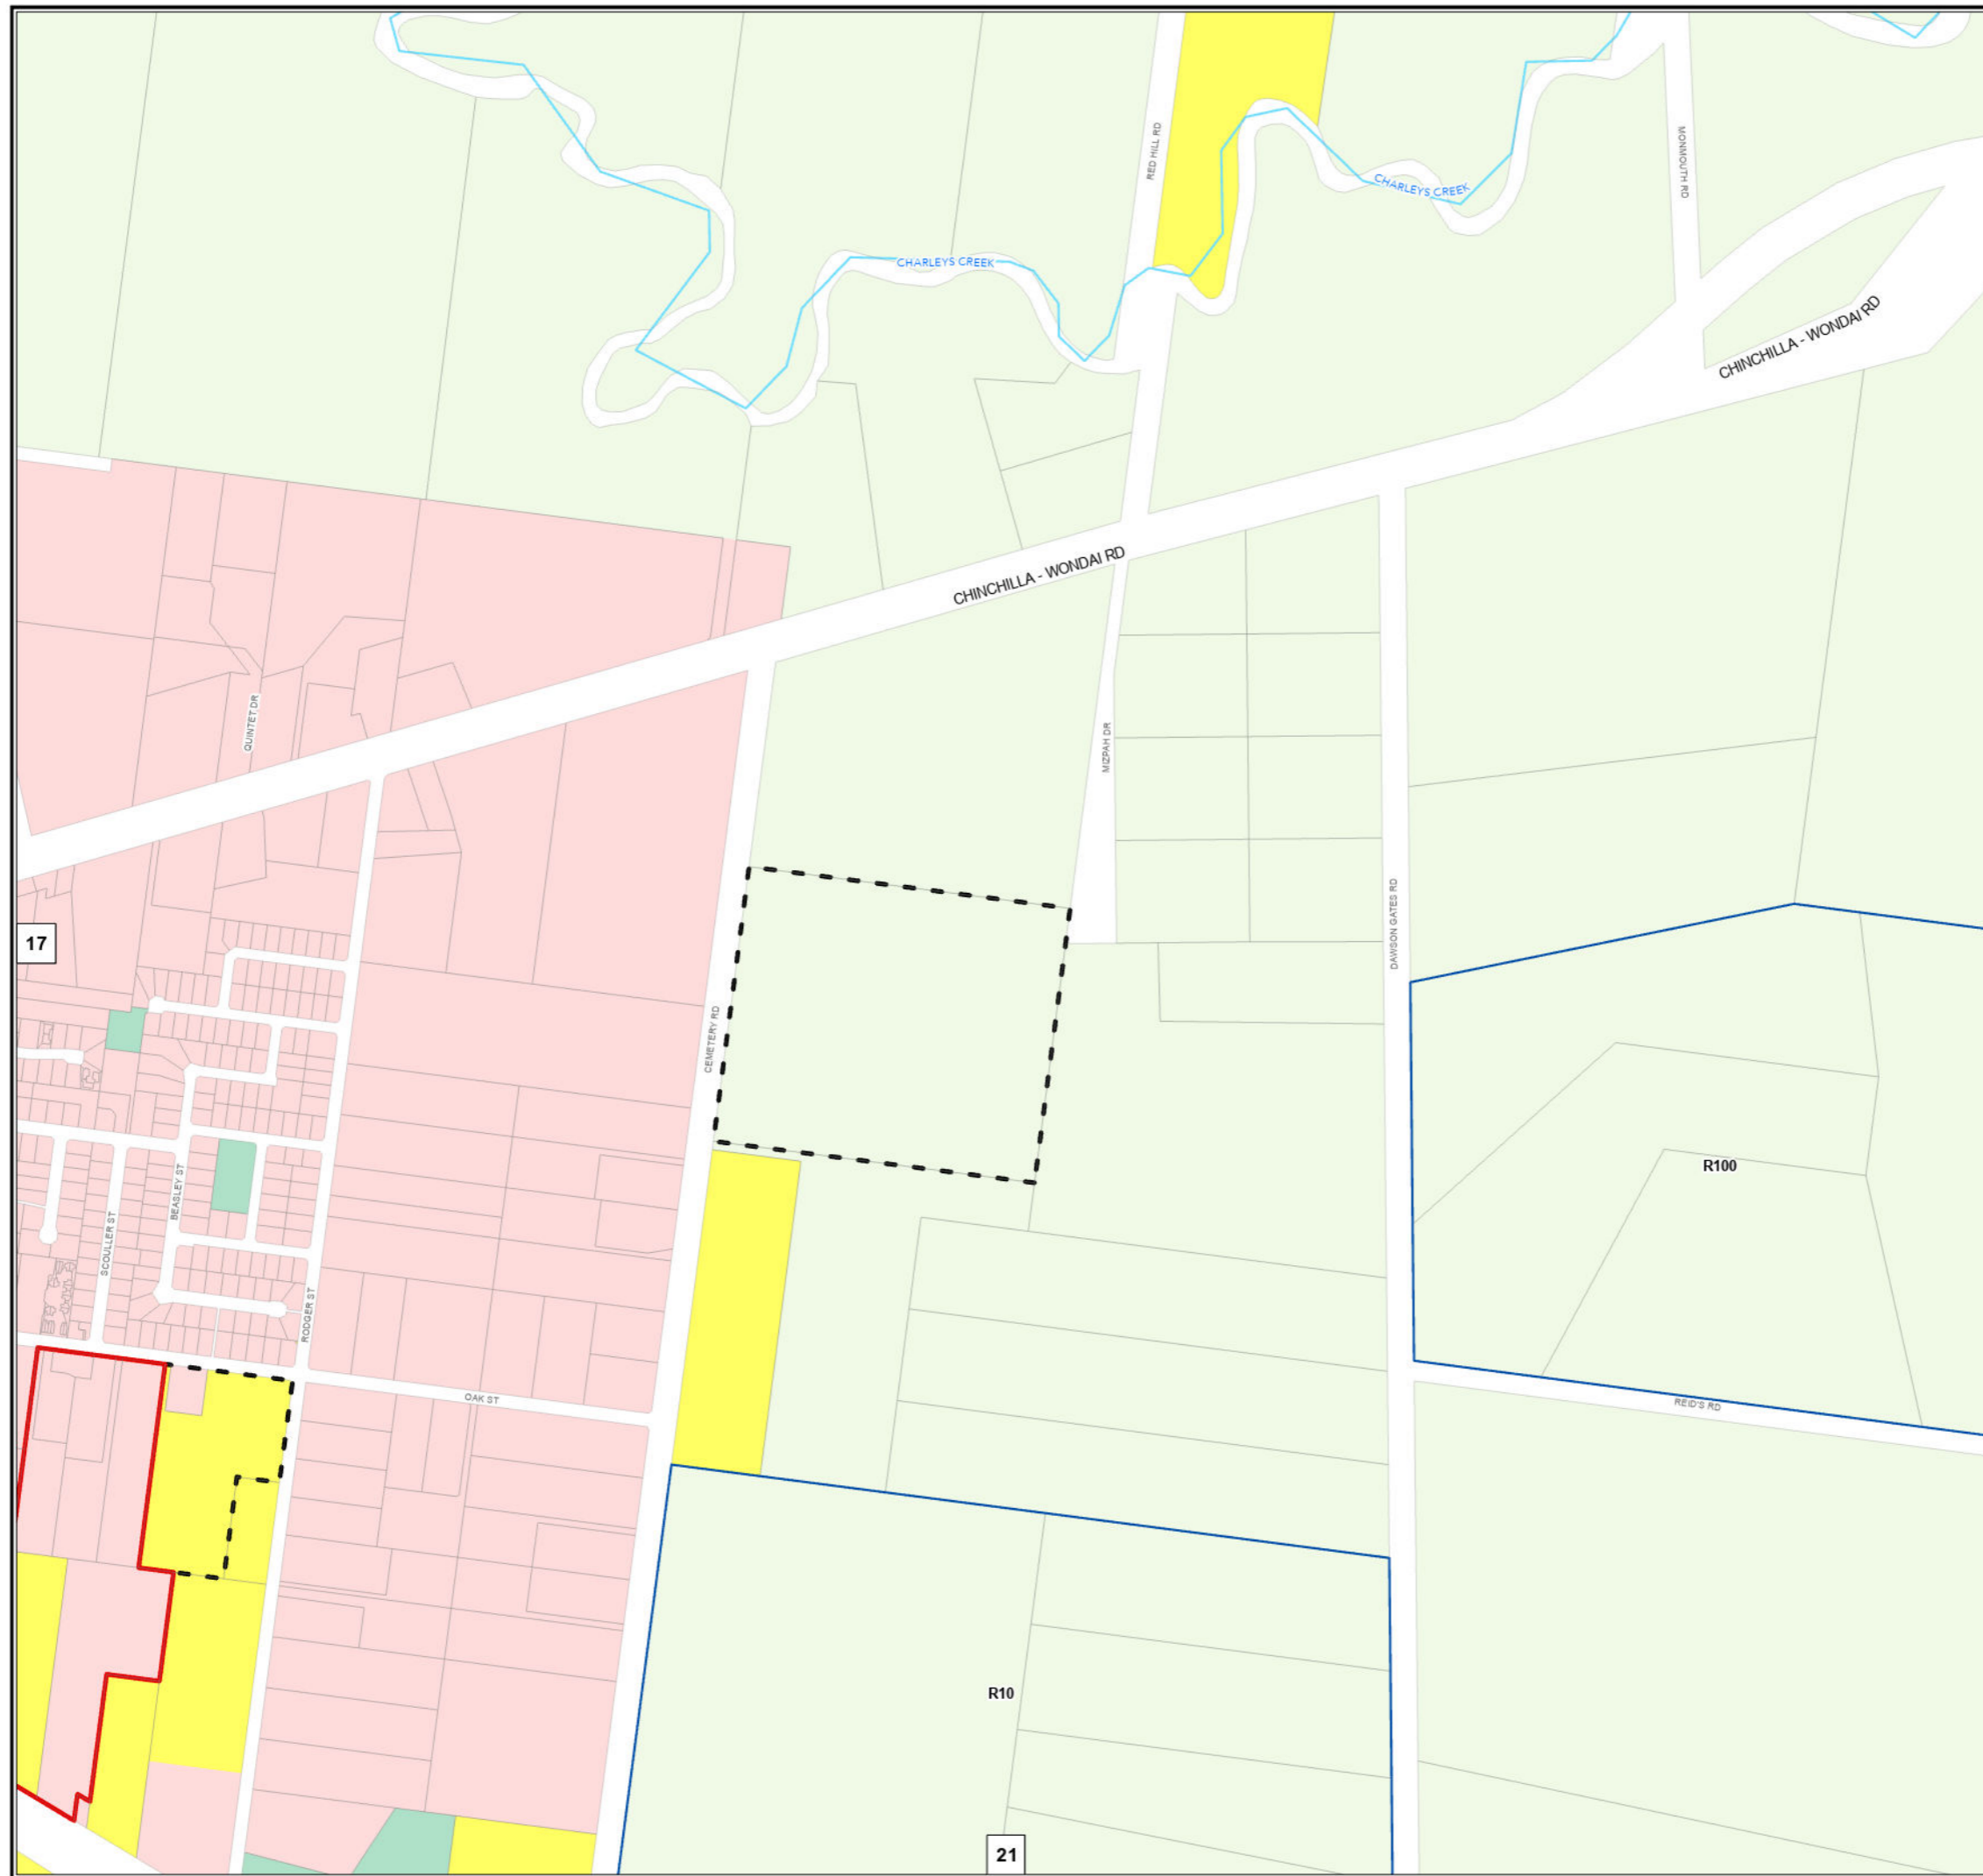 RED HILL RD
MONMOUTH RD
CHARLEYS CREEK
CHARLEYS CREEK
CHINCHILLA - WONDAI RD
CHINCHILLA - WONDAI RD
QUINTET DR
MIZPAH DR
17
DAWSON GATES RD
CEMETERY RD
R100
BEASLEY ST
SCOULLER ST
RODGER ST
OAK ST
REID'S RD
R10
21